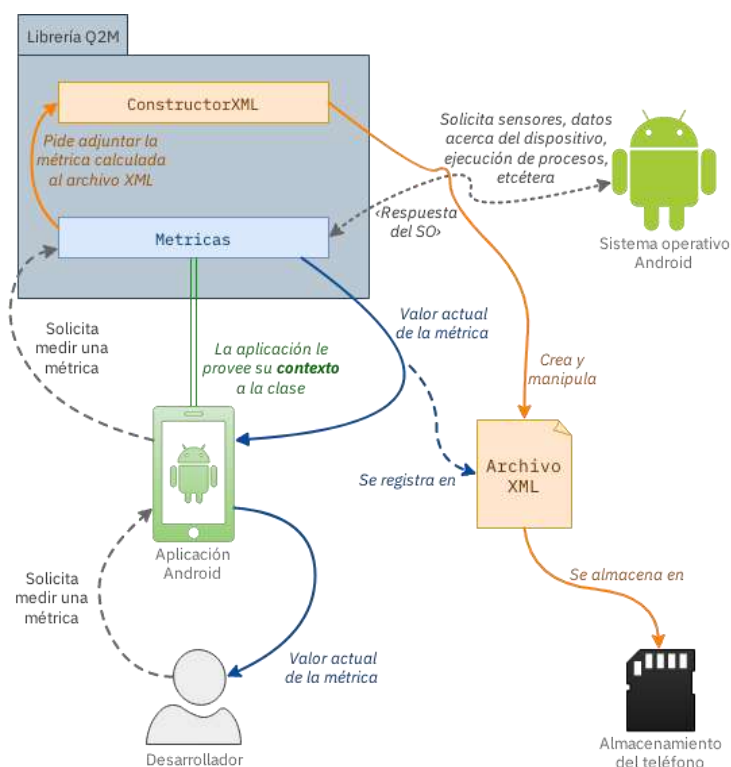 Librería Q2M
ConstructorXML
Pide adjuntar la
métrica calculada
al archivo XML
Solicita sensores, datos
acerca del dispositivo,
ejecución de procesos,
etcétera
‹Respuesta
del SO›
Metricas
Sistema operativo
Android
Solicita
medir una
métrica
La aplicación le
provee su contexto
a la clase
Valor actual
de la métrica
Crea y
manipula
Archivo
XML
Se registra en
Aplicación
Android
Solicita
medir una
métrica
Se almacena en
Valor actual
de la métrica
Desarrollador
Almacenamiento
del teléfono